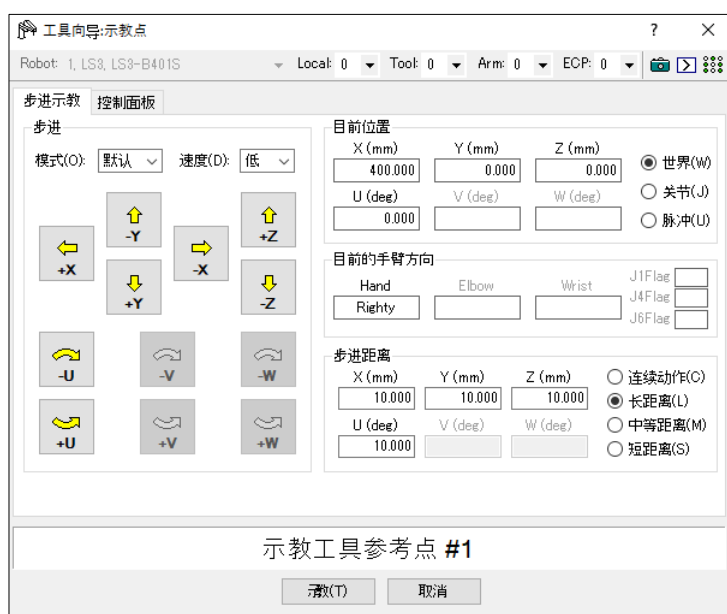 工具向导:示教点
Robot: 1, LS3, LS3-B401S Local: 0 Tool: 0 Arm: 0 ECP: 0
步进示教 控制面板
步进
模式(O): 默认 速度(D): 低
-Y
+Z
+X
-X
+Y
-Z
-U -V -W
+U +V +W
目前位置
X (mm) Y (mm) Z (mm)
400.000 0.000 0.000
U (deg) V (deg) W (deg)
0.000
世界(W)
关节(J)
脉冲(U)
目前的手臂方向
Hand Elbow Wrist
Righty
J1Flag
J4Flag
J6Flag
步进距离
X (mm) Y (mm) Z (mm)
10.000 10.000 10.000
U (deg) V (deg) W (deg)
10.000
连续动作(C)
长距离(L)
中等距离(M)
短距离(S)
示教工具参考点 #1
示教(T) 取消